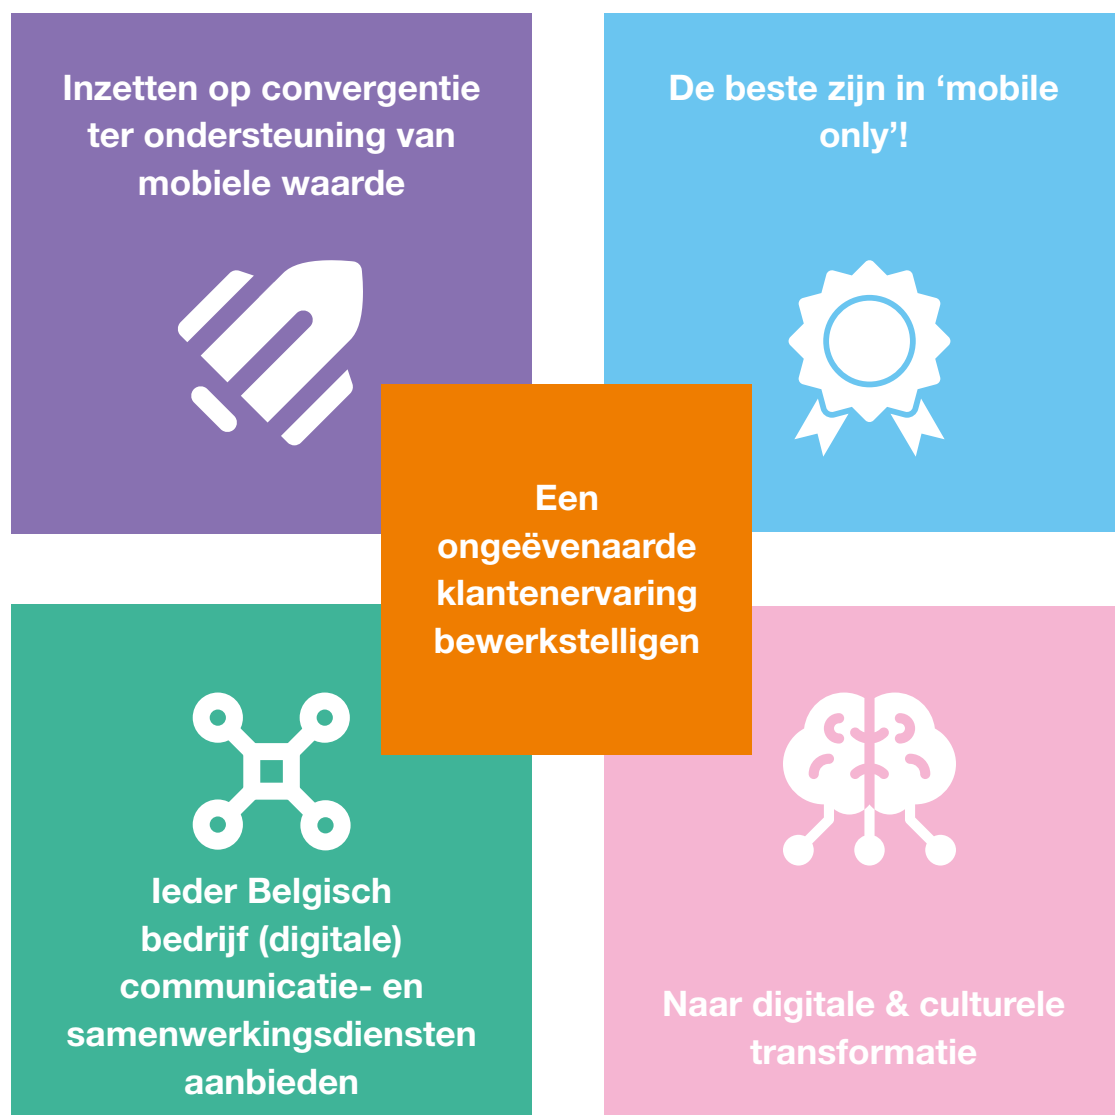 Inzetten op convergentie
ter ondersteuning van
mobiele waarde
De beste zijn in ‘mobile
only’!
Een
ongeëvenaarde
klantenervaring
bewerkstelligen
Ieder Belgisch
bedrijf (digitale)
communicatie- en
samenwerkingsdiensten
aanbieden
Naar digitale & culturele
transformatie